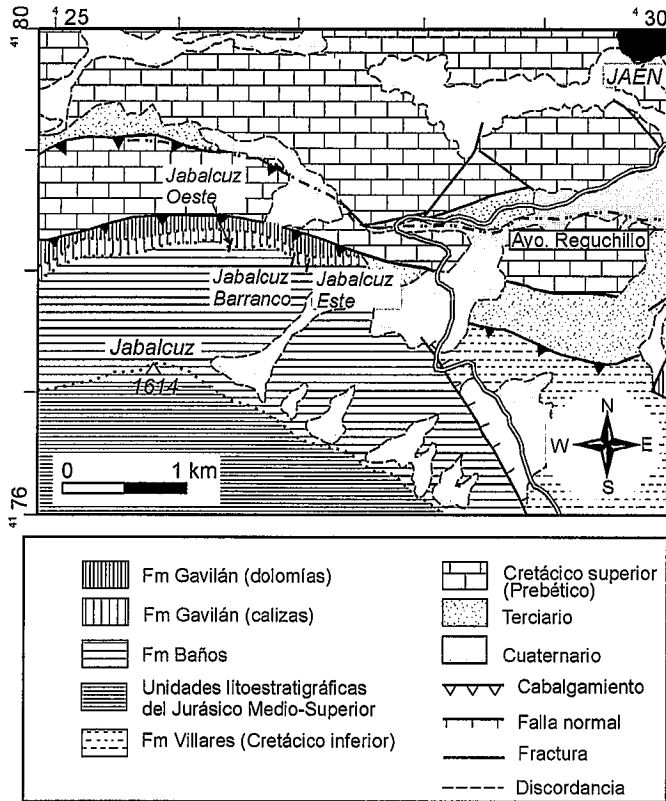 41 80
4 25
4 30
JAÉN
Jabalcuz
Oeste
Avo. Reguchillo
Jabalcuz
Barranco
Jabalcuz
Este
Jabalcuz
1614
N
W
E
S
0
1 km
41 76
Fm Gavilán (dolomías)
Fm Gavilán (calizas)
Fm Baños
Unidades litoestratigráficas
del Jurásico Medio-Superior
Fm Villares (Cretácico inferior)
Cretácico superior
(Prebético)
Terciario
Cuaternario
Cabalgamiento
Falla normal
Fractura
Discordancia